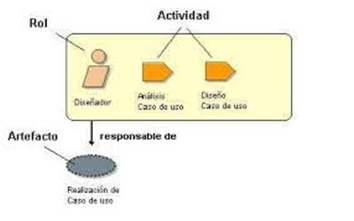 Actividad
Rol
Diseñador
Análisis
Caso de uso
Diseño
Caso de uso
Artefacto
responsable de
Realización de
Caso de uso